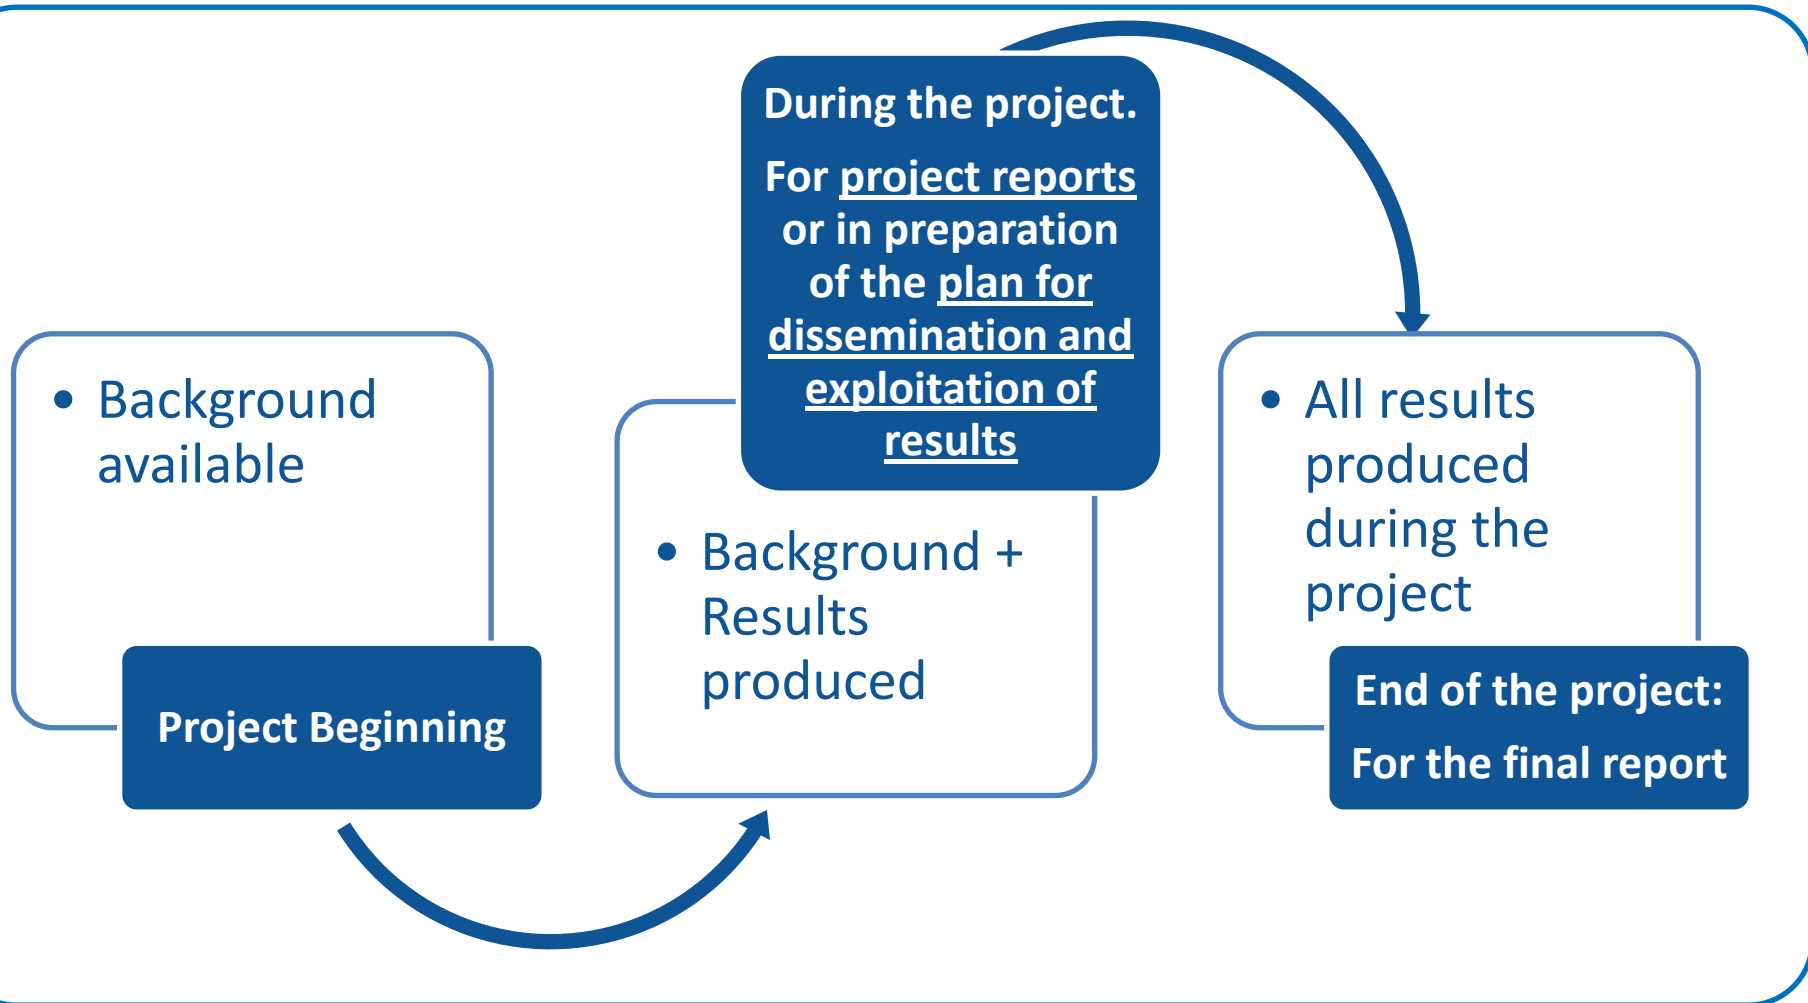 • Background
available
Project Beginning
During the project.
For project reports
or in preparation
of the plan for
dissemination and
exploitation of
results
• Background +
Results
produced
• All results
produced
during the
project
End of the project:
For the final report